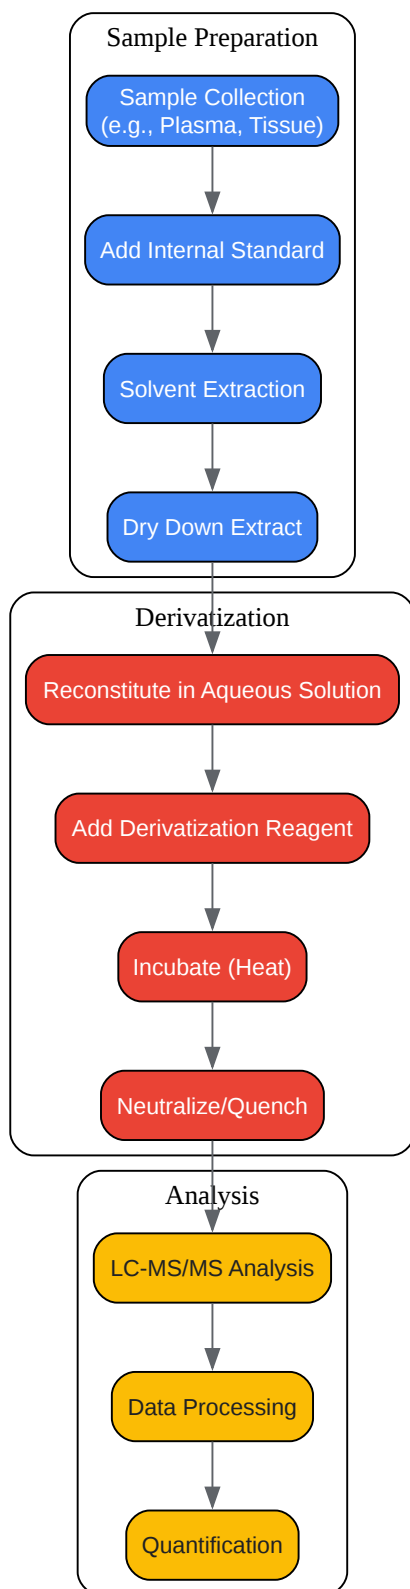 Sample Preparation
Sample Collection
(e.g., Plasma, Tissue)
Add Internal Standard
Solvent Extraction
Dry Down Extract
Derivatization
Reconstitute in Aqueous Solution
Add Derivatization Reagent
Incubate (Heat)
Neutralize/Quench
Analysis
LC-MS/MS Analysis
Data Processing
Quantification